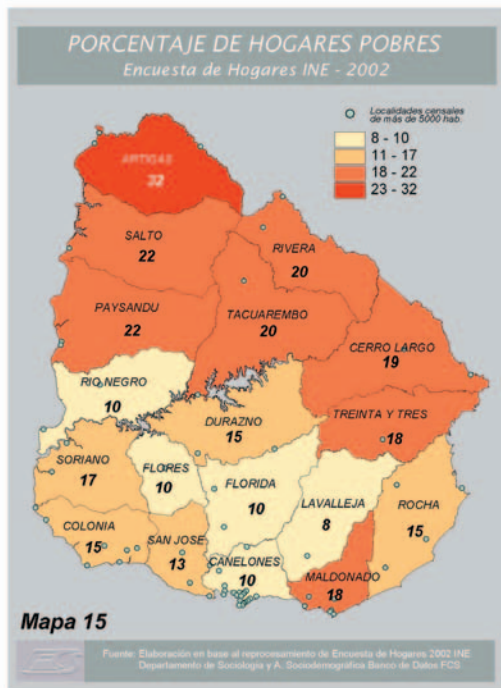 PORCENTAJE DE HOGARES POBRES
Encuesta de Hogares INE - 2002
Localidades censales
de más de 5000 hab.
8 - 10
11 - 17
18 - 22
23 - 32
ARTIGAS
32
SALTO
22
RIVERA
20
PAYSANDU
22
TACUAREMBO
20
CERRO LARGO
19
RIO NEGRO
10
DURAZNO
15
TREINTA Y TRES
18
SORIANO
17
FLORES
10
FLORIDA
10
LAVALLEJA
8
ROCHA
15
COLONIA
15
SAN JOSE
13
CANELONES
10
MALDONADO
18
Mapa 15
Fuente: Elaboración en base al reprocesamiento de Encuesta de Hogares 2002 INE
Departamento de Sociología y A. Sociodemográfica Banco de Datos FCS